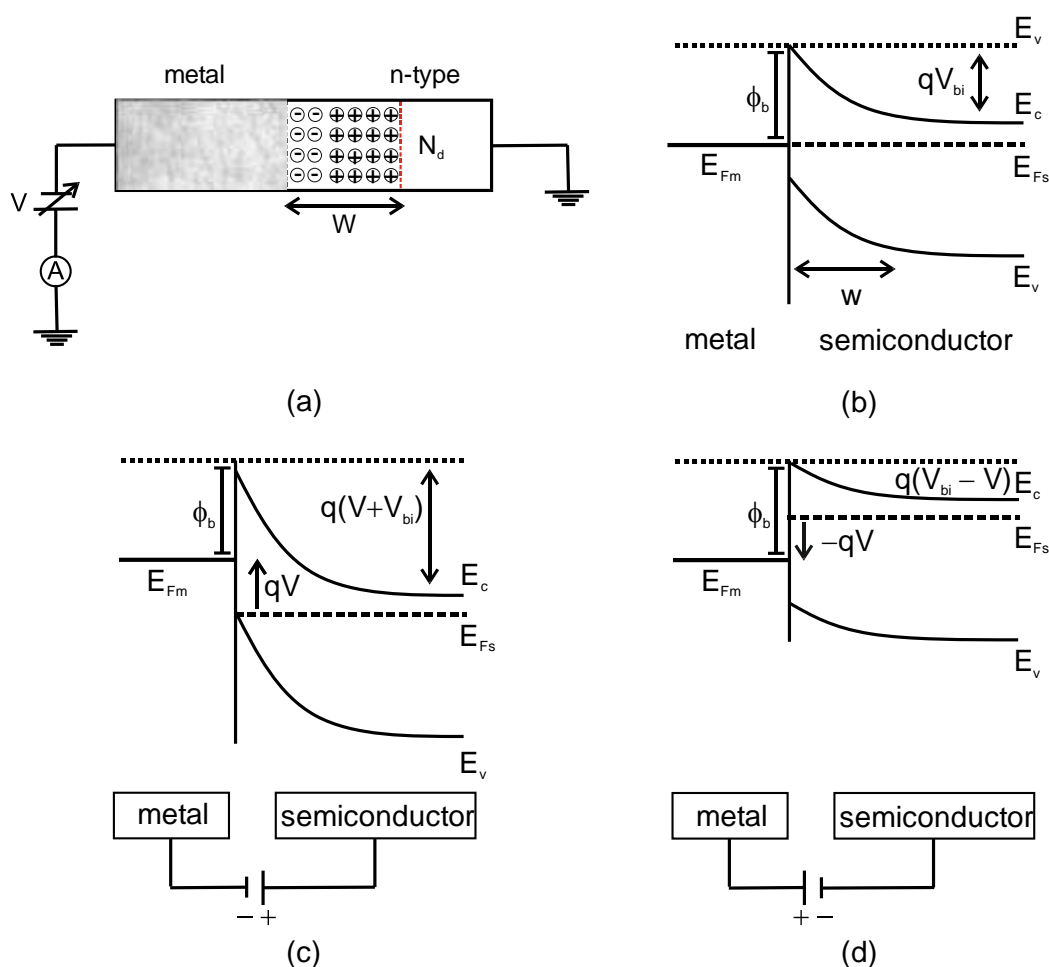 metal n-type
⊖⊖⊕⊕⊕⊕
⊖⊖⊕⊕⊕⊕
⊖⊖⊕⊕⊕⊕
⊖⊖⊕⊕⊕⊕
N_d
V
W
A
(a)
E_v
qV_bi
ϕ_b
E_c
E_Fm E_Fs
E_v
w
metal semiconductor
(b)
q(V+V_bi)
ϕ_b
E_Fm qV E_c
E_Fs
E_v
metal semiconductor
− +
(c)
q(V_bi − V) E_c
ϕ_b
−qV E_Fs
E_Fm
E_v
metal semiconductor
+ −
(d)